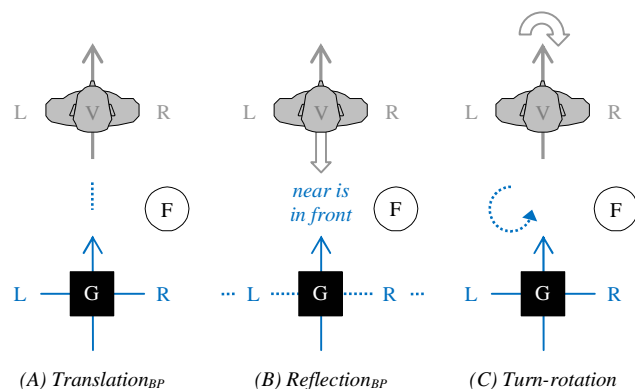 L V R L V R L V R
near is
in front
F F F
L G R ... L G R ... L G R
(A) TranslationBP (B) ReflectionBP (C) Turn-rotation